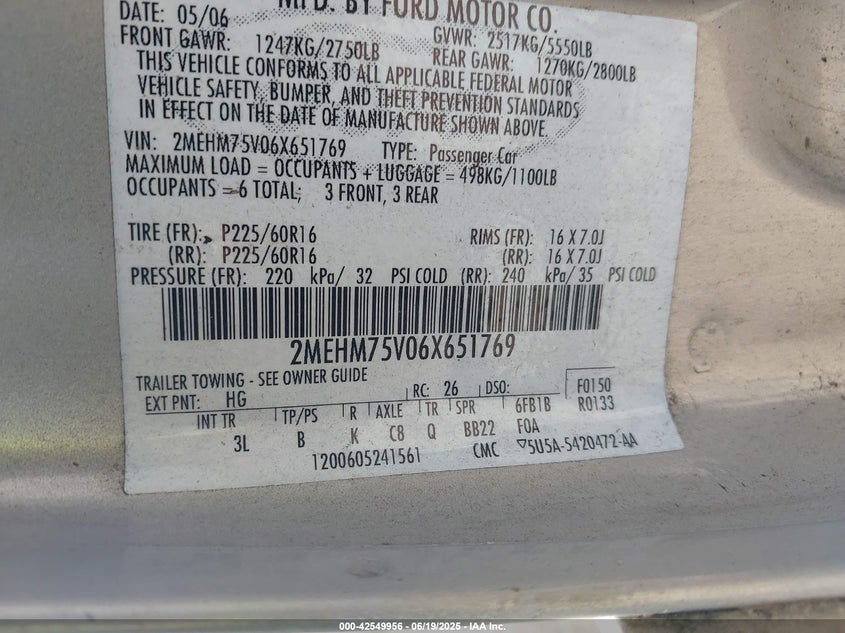 MFD. BY FORD MOTOR CO.
DATE: 05/06 GVWR: 2517KG/5550LB
FRONT GAWR: 1247KG/2750LB REAR GAWR: 1270KG/2800LB
THIS VEHICLE CONFORMS TO ALL APPLICABLE FEDERAL MOTOR
VEHICLE SAFETY, BUMPER, AND THEFT PREVENTION STANDARDS
IN EFFECT ON THE DATE OF MANUFACTURE SHOWN ABOVE.
VIN: 2MEHM75V06X651769 TYPE: Passenger Car
MAXIMUM LOAD = OCCUPANTS + LUGGAGE = 498KG/1100LB
OCCUPANTS = 6 TOTAL; 3 FRONT, 3 REAR
TIRE (FR): P225/60R16 RIMS (FR): 16 X 7.0J
(RR): P225/60R16 (RR): 16 X 7.0J
PRESSURE (FR): 220 kPa/ 32 PSI COLD (RR): 240 kPa/ 35 PSI COLD
2MEHM75V06X651769
TRAILER TOWING - SEE OWNER GUIDE
EXT PNT: HG RC: 26 DSO: F0150
INT TR TP/PS R AXLE TR SPR 6FB1B R0133
3L B K C8 Q BB22 FOA
1200605241561 CMC ▽5U5A-5420472-AA
000-42549956 - 06/19/2025 - IAA Inc.